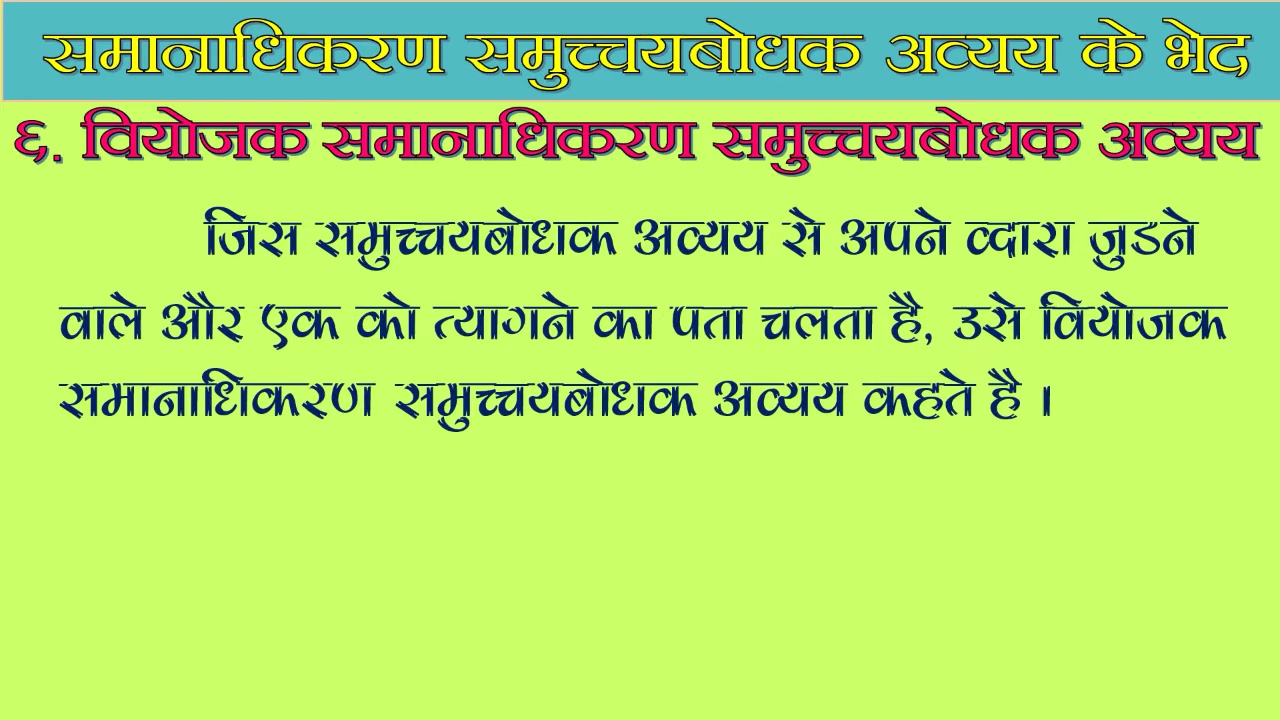 समानाधिकरण समुच्चयबोधक अव्यय के भेद
६. वियोजक समानाधिकरण समुच्चयबोधक अव्यय
जिस समुच्चयबोधक अव्यय से अपने व्दारा जुडने
वाले और एक को त्यागने का पता चलता है, उसे वियोजक
समानाधिकरण समुच्चयबोधक अव्यय कहते है ।